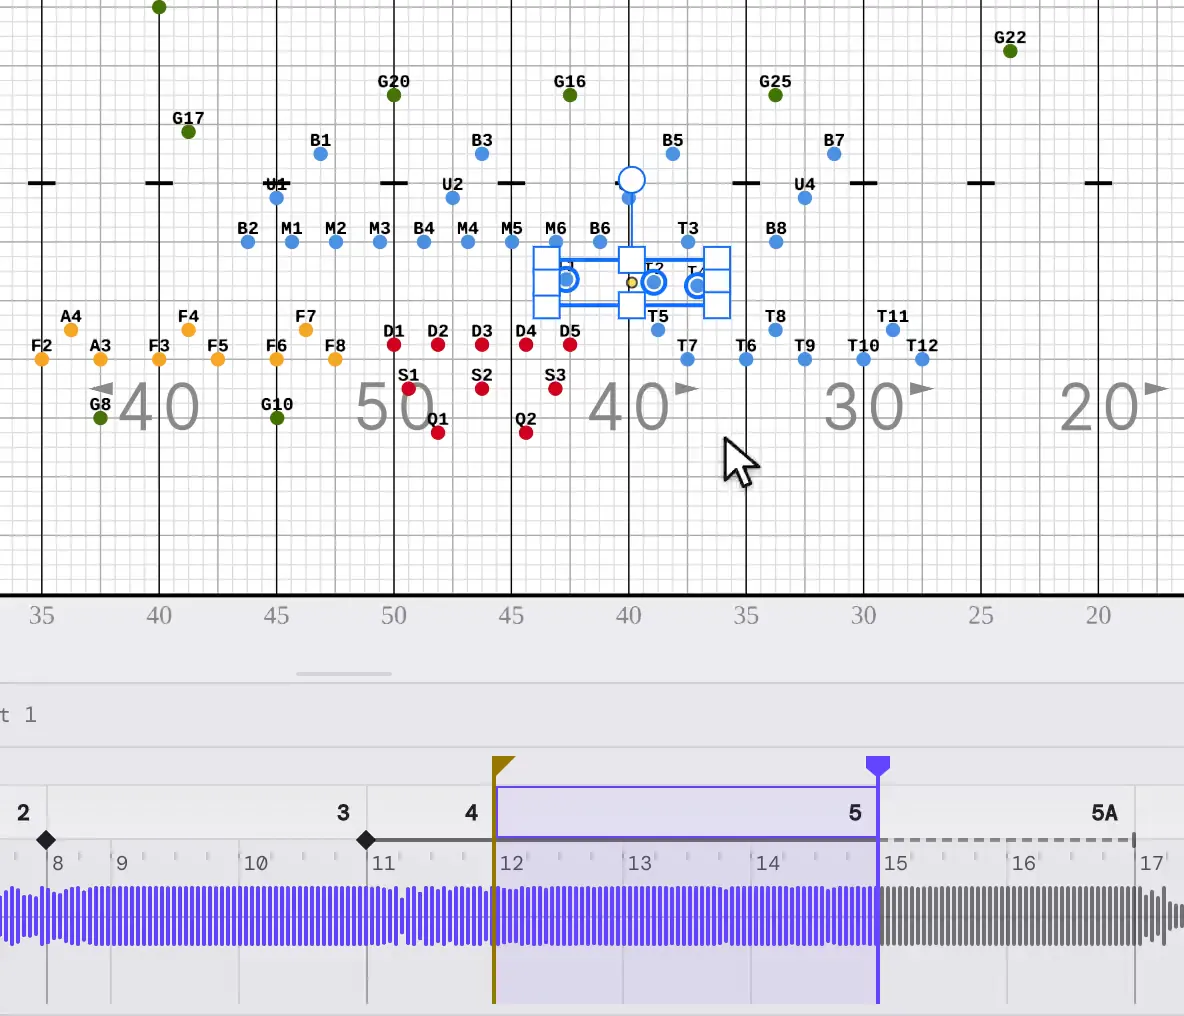 G22
G20 G16 G25
G17
B1 B3 B5 B7
U1 U2 U4
B2 M1 M2 M3 B4 M4 M5 M6 B6 T3 B8
T2
A4 F4 F7 D1 D2 D3 D4 D5 T5 T8 T11
F2 A3 F3 F5 F6 F8 T7 T6 T9 T10 T12
S1 S2 S3
G8 G10
40 50 40 30 20
Q1 Q2
35 40 45 50 45 40 35 30 25 20
t 1
2 3 4 5 5A
8 9 10 11 12 13 14 15 16 17